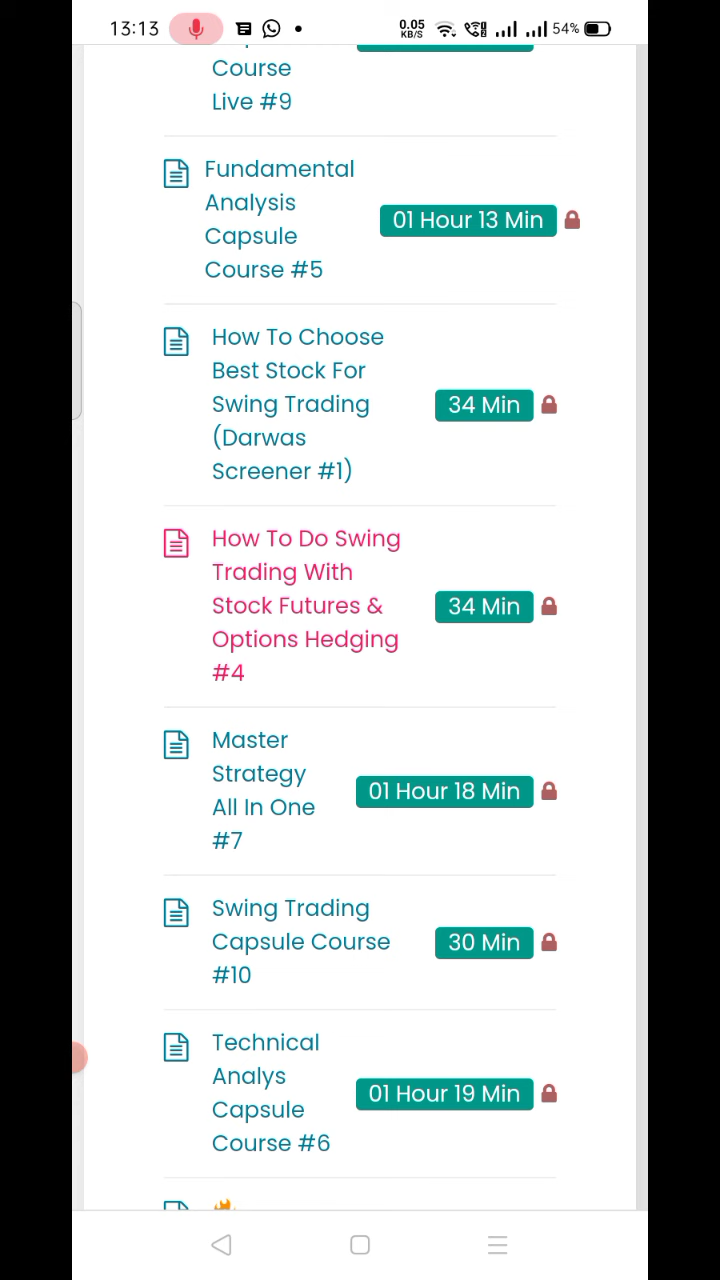 13:13
0.05
KB/S
54%
Course
Live #9
Fundamental
Analysis
Capsule
Course #5
01 Hour 13 Min
How To Choose
Best Stock For
Swing Trading
(Darwas
Screener #1)
34 Min
How To Do Swing
Trading With
Stock Futures &
Options Hedging
#4
34 Min
Master
Strategy
All In One
#7
01 Hour 18 Min
Swing Trading
Capsule Course
#10
30 Min
Technical
Analys
Capsule
Course #6
01 Hour 19 Min